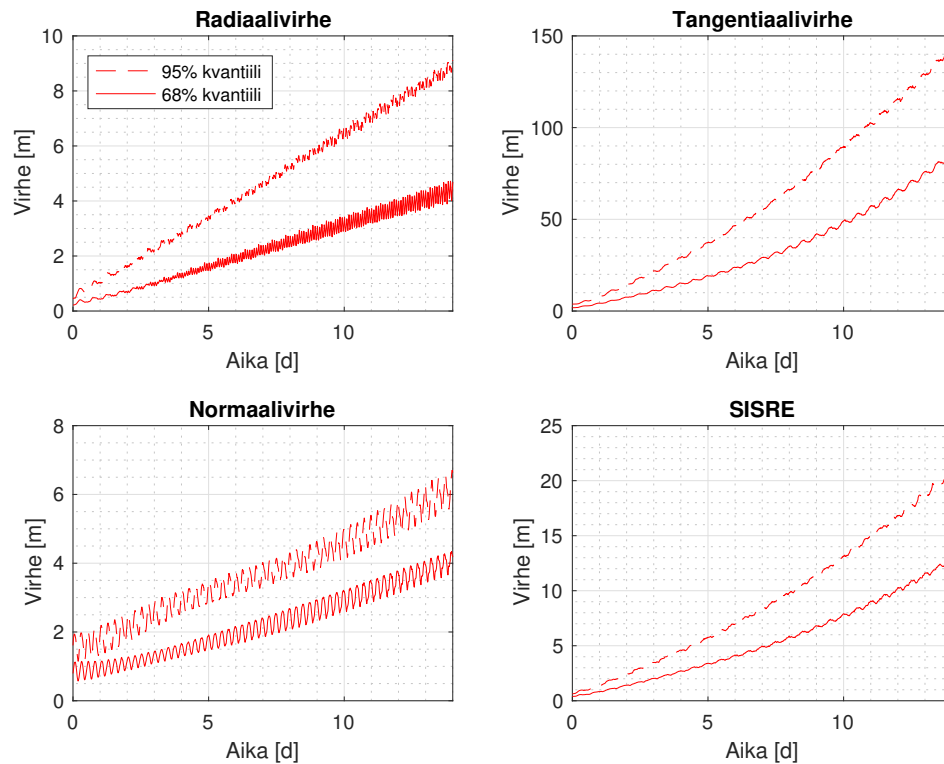 Radiaalivirhe
10
8
6
4
2
0
Virhe [m]
95% kvantiili
68% kvantiili
0 5 10
Aika [d]
Tangentiaalivirhe
150
100
50
0
Virhe [m]
0 5 10
Aika [d]
Normaalivirhe
8
6
4
2
0
Virhe [m]
0 5 10
Aika [d]
SISRE
25
20
15
10
5
0
Virhe [m]
0 5 10
Aika [d]